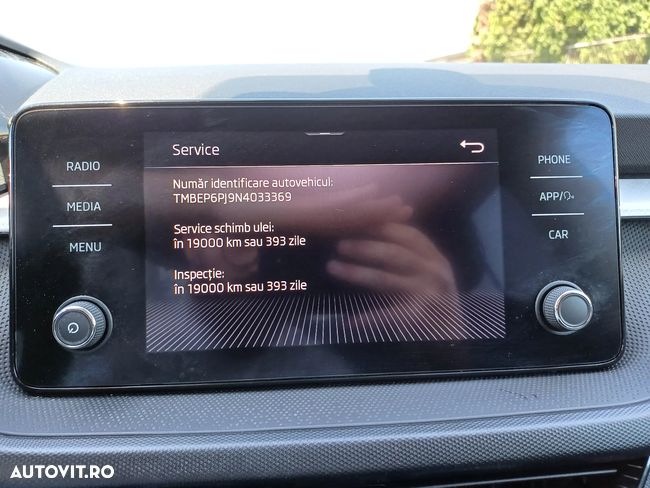 RADIO
MEDIA
MENU
Service
Număr identificare autovehicul:
TMBEP6PJ9N4033369
Service schimb ulei:
în 19000 km sau 393 zile
Inspecție:
în 19000 km sau 393 zile
PHONE
APP/
CAR
AUTOVIT.RO